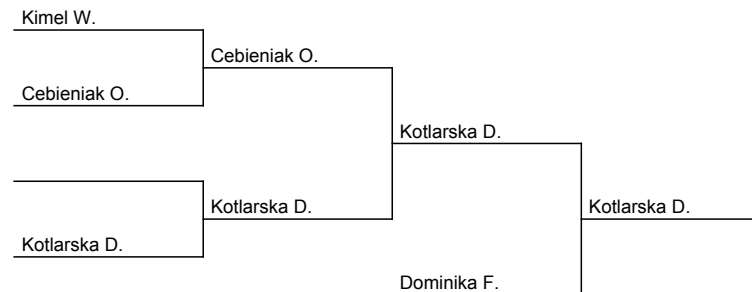 Kimel W.
Cebieniak O.
Cebieniak O.
Kotlarska D.
Kotlarska D.
Kotlarska D.
Kotlarska D.
Dominika F.